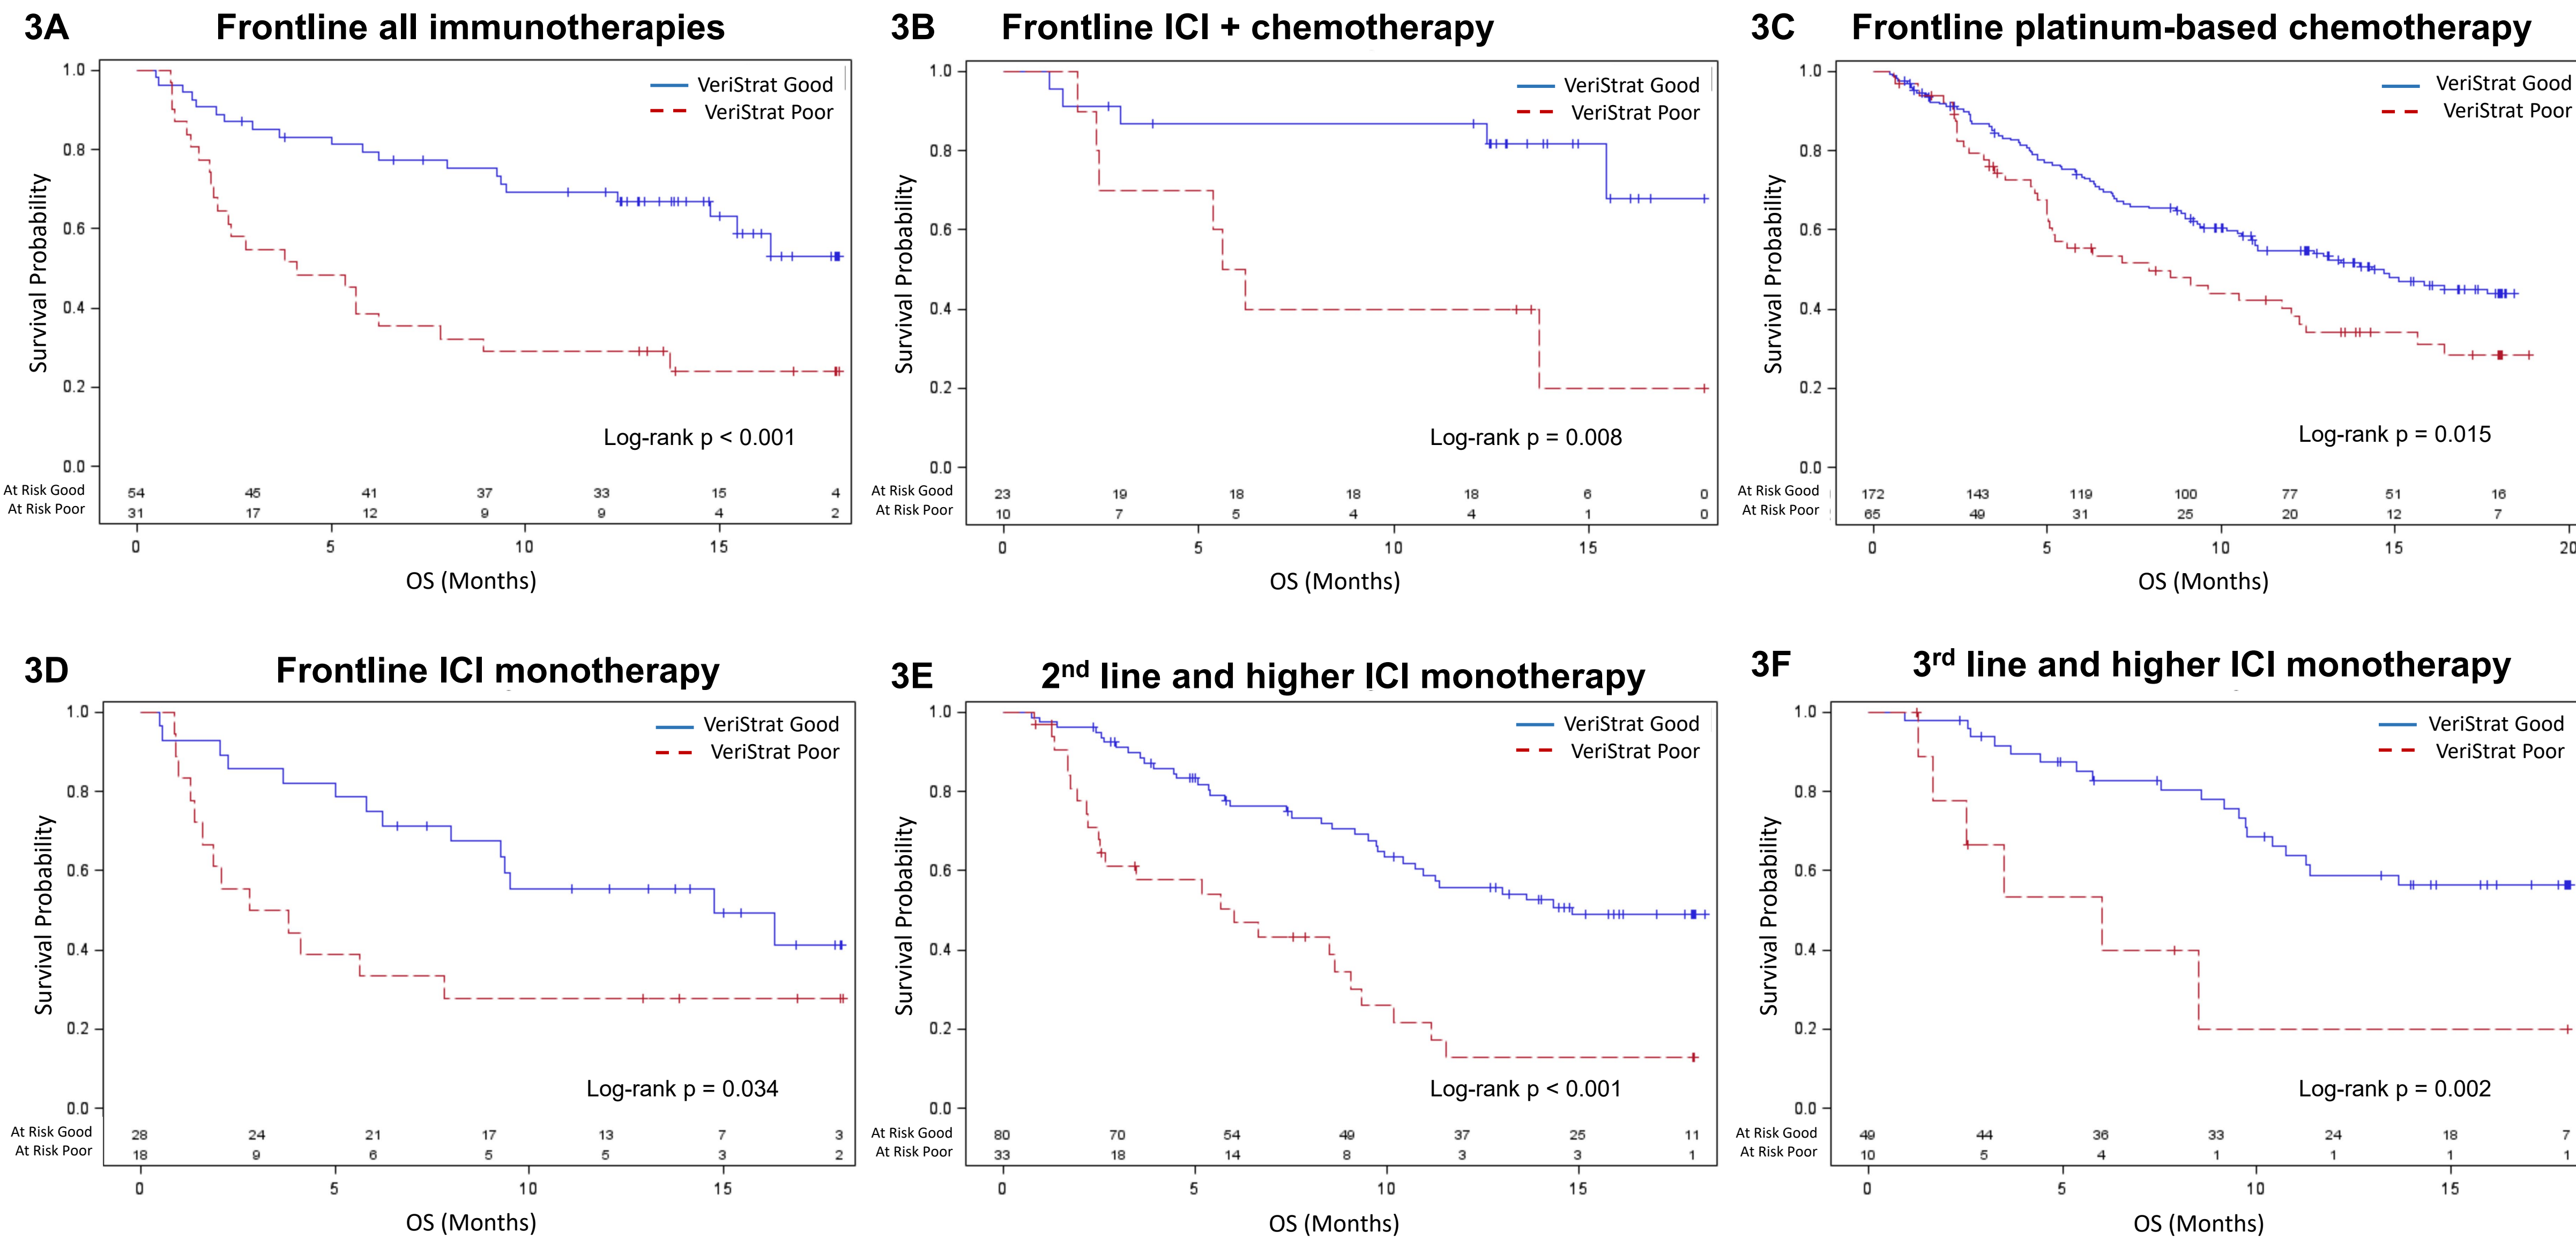 3A Frontline all immunotherapies
VeriStrat Good
VeriStrat Poor
Survival Probability
1.0
0.8
0.6
0.4
0.2
0.0
Log-rank p < 0.001
At Risk Good 54 45 41 37 33 15 4
At Risk Poor 31 17 12 9 9 4 2
0 5 10 15
OS (Months)
3B Frontline ICI + chemotherapy
VeriStrat Good
VeriStrat Poor
Survival Probability
1.0
0.8
0.6
0.4
0.2
0.0
Log-rank p = 0.008
At Risk Good 23 19 18 18 18 6 0
At Risk Poor 10 7 5 4 4 1 0
0 5 10 15
OS (Months)
3C Frontline platinum-based chemotherapy
VeriStrat Good
VeriStrat Poor
Survival Probability
1.0
0.8
0.6
0.4
0.2
0.0
Log-rank p = 0.015
At Risk Good 172 143 119 100 77 51 16
At Risk Poor 65 49 31 25 20 12 7
0 5 10 15 20
OS (Months)
3D Frontline ICI monotherapy
VeriStrat Good
VeriStrat Poor
Survival Probability
1.0
0.8
0.6
0.4
0.2
0.0
Log-rank p = 0.034
At Risk Good 28 24 21 17 13 7 3
At Risk Poor 18 9 6 5 5 3 2
0 5 10 15
OS (Months)
3E 2nd line and higher ICI monotherapy
VeriStrat Good
VeriStrat Poor
Survival Probability
1.0
0.8
0.6
0.4
0.2
0.0
Log-rank p < 0.001
At Risk Good 80 70 54 49 37 25 11
At Risk Poor 33 18 14 8 3 3 1
0 5 10 15
OS (Months)
3F 3rd line and higher ICI monotherapy
VeriStrat Good
VeriStrat Poor
Survival Probability
1.0
0.8
0.6
0.4
0.2
0.0
Log-rank p = 0.002
At Risk Good 49 44 36 33 24 18 7
At Risk Poor 10 5 4 1 1 1 1
0 5 10 15
OS (Months)